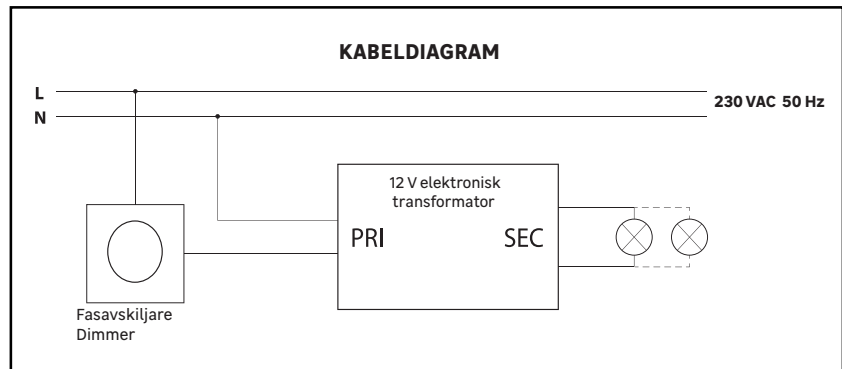 KABELDIAGRAM
L
N
230 VAC 50 Hz
12 V elektronisk
transformator
PRI
SEC
Fasavskiljare
Dimmer